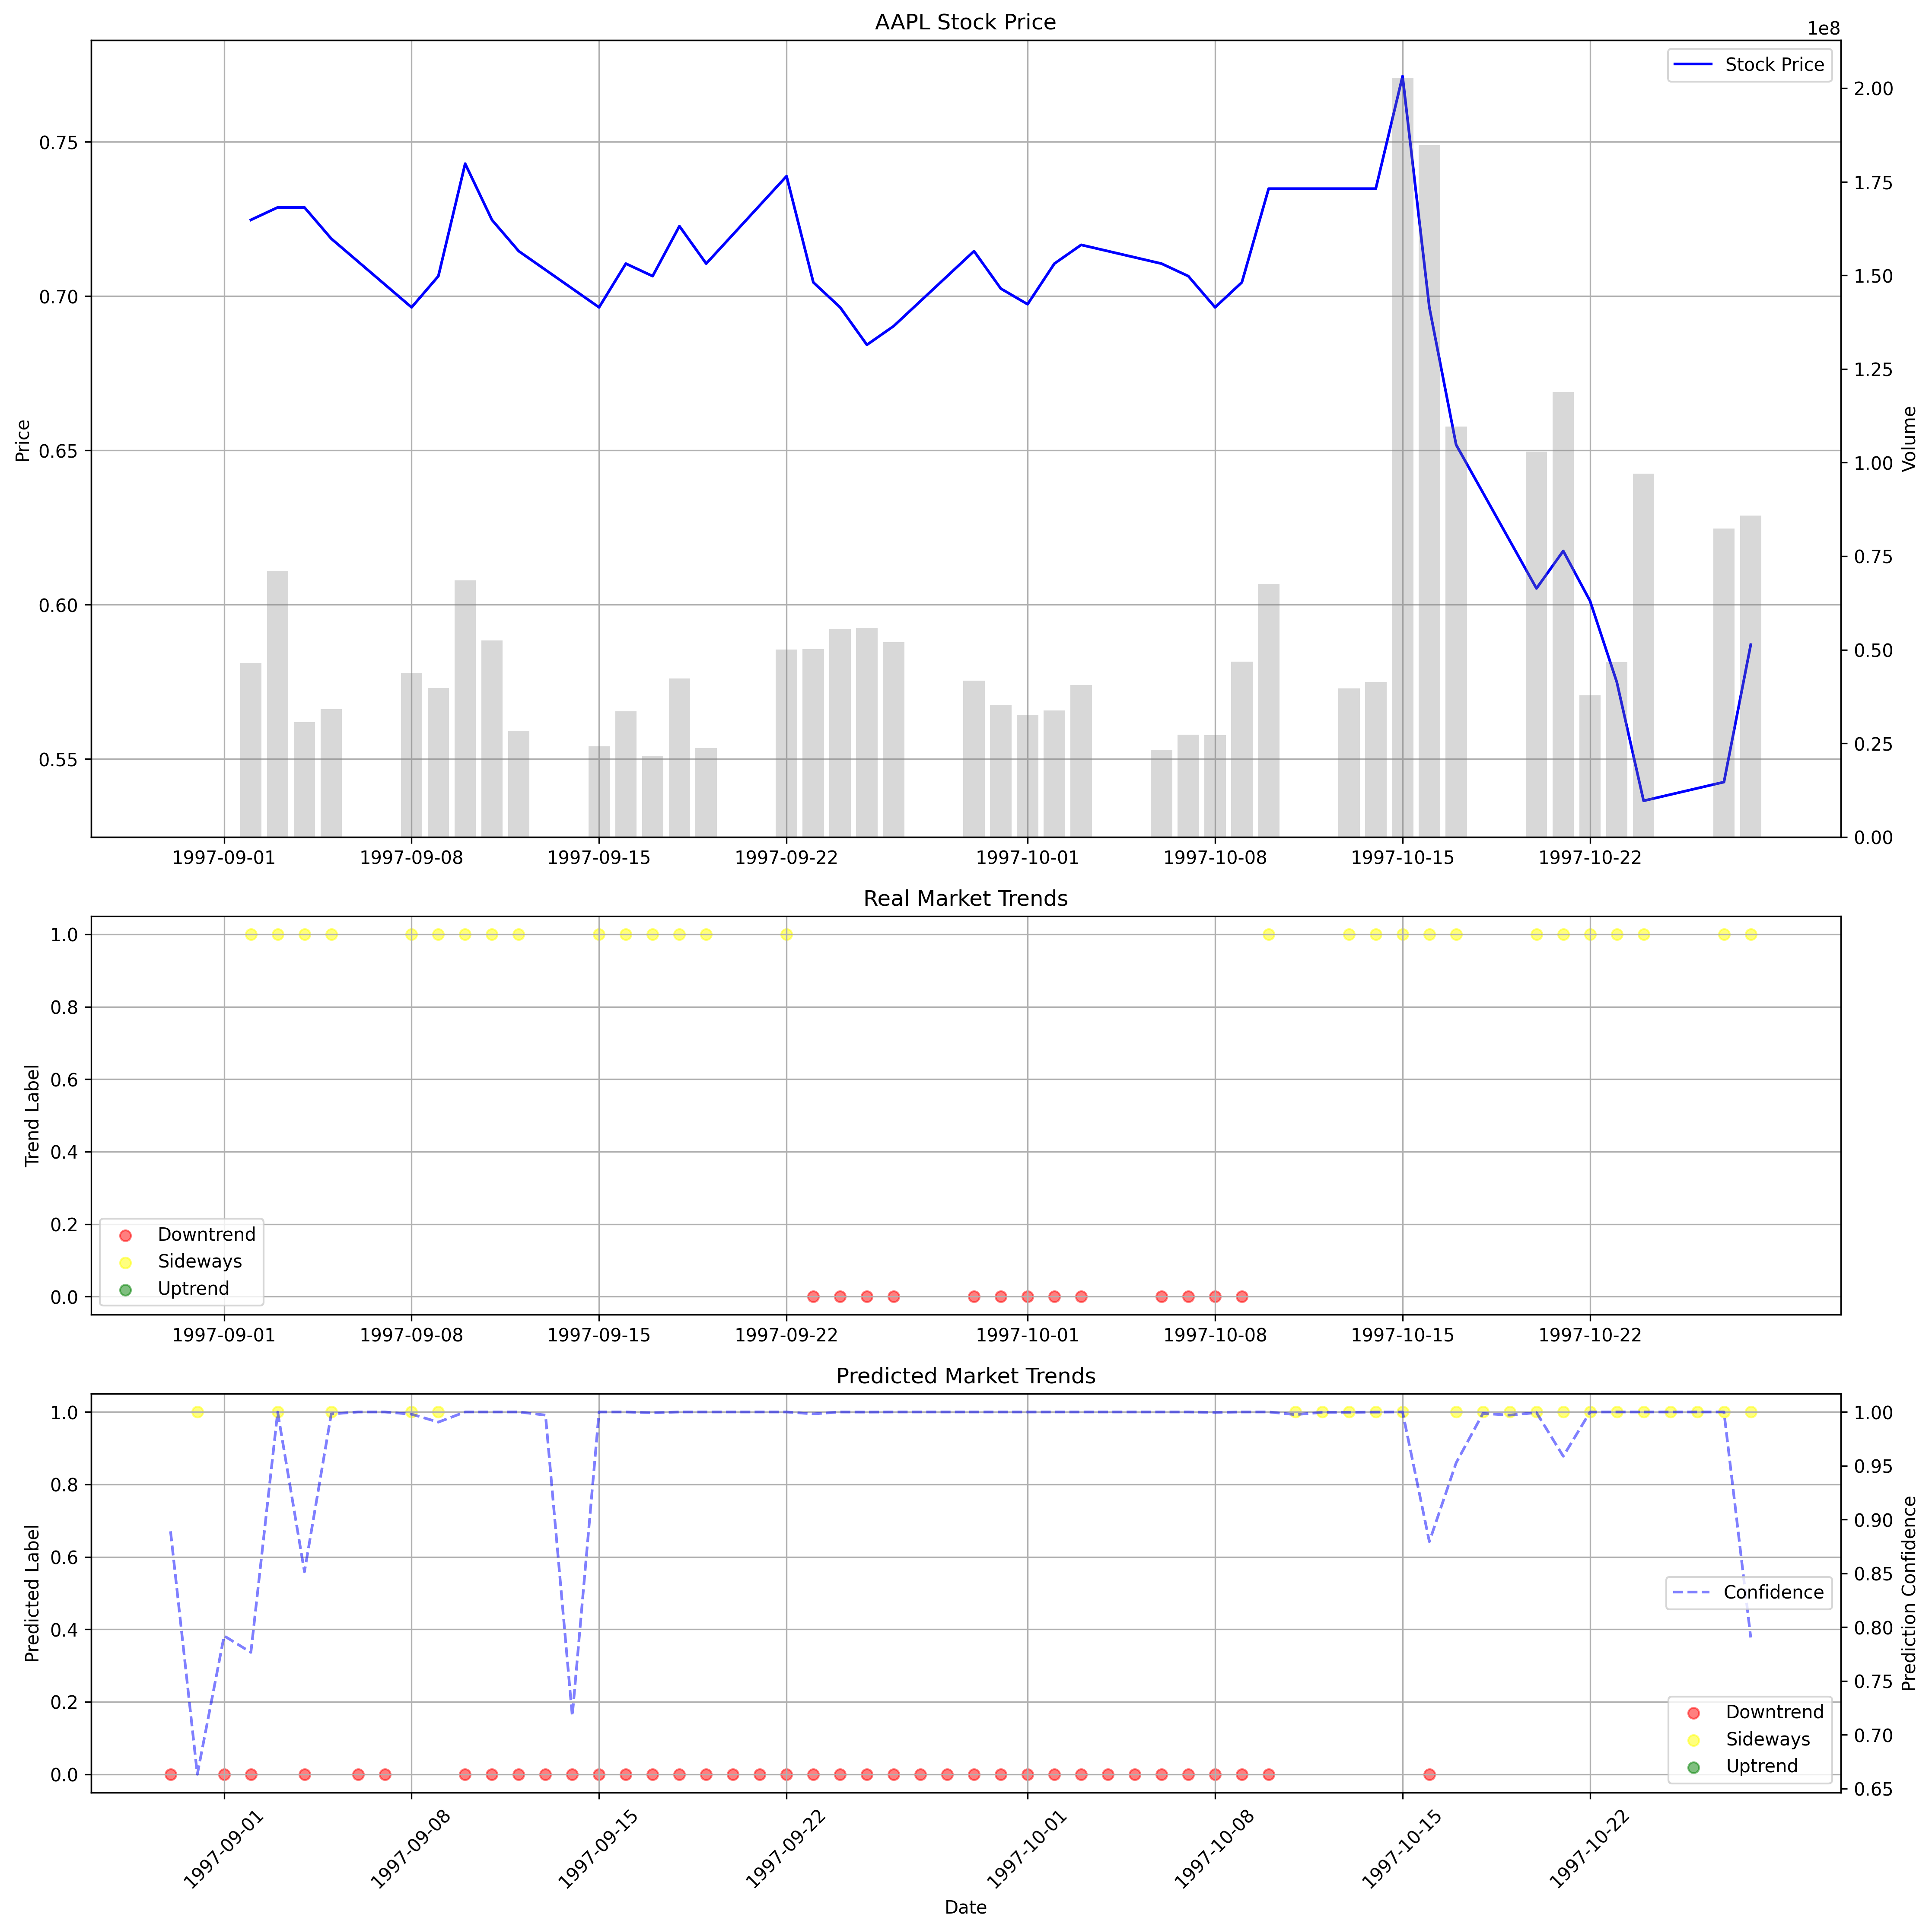 AAPL Stock Price
1e8
Stock Price
0.75
0.70
0.65
0.60
0.55
Price
2.00
1.75
1.50
1.25
1.00
0.75
0.50
0.25
0.00
Volume
1997-09-01 1997-09-08 1997-09-15 1997-09-22 1997-10-01 1997-10-08 1997-10-15 1997-10-22
Real Market Trends
1.0
0.8
0.6
0.4
0.2
0.0
Trend Label
Downtrend
Sideways
Uptrend
1997-09-01 1997-09-08 1997-09-15 1997-09-22 1997-10-01 1997-10-08 1997-10-15 1997-10-22
Predicted Market Trends
1.0
0.8
0.6
0.4
0.2
0.0
Predicted Label
1.00
0.95
0.90
0.85
0.80
0.75
0.70
0.65
Prediction Confidence
Confidence
Downtrend
Sideways
Uptrend
1997-09-01 1997-09-08 1997-09-15 1997-09-22 1997-10-01 1997-10-08 1997-10-15 1997-10-22
Date